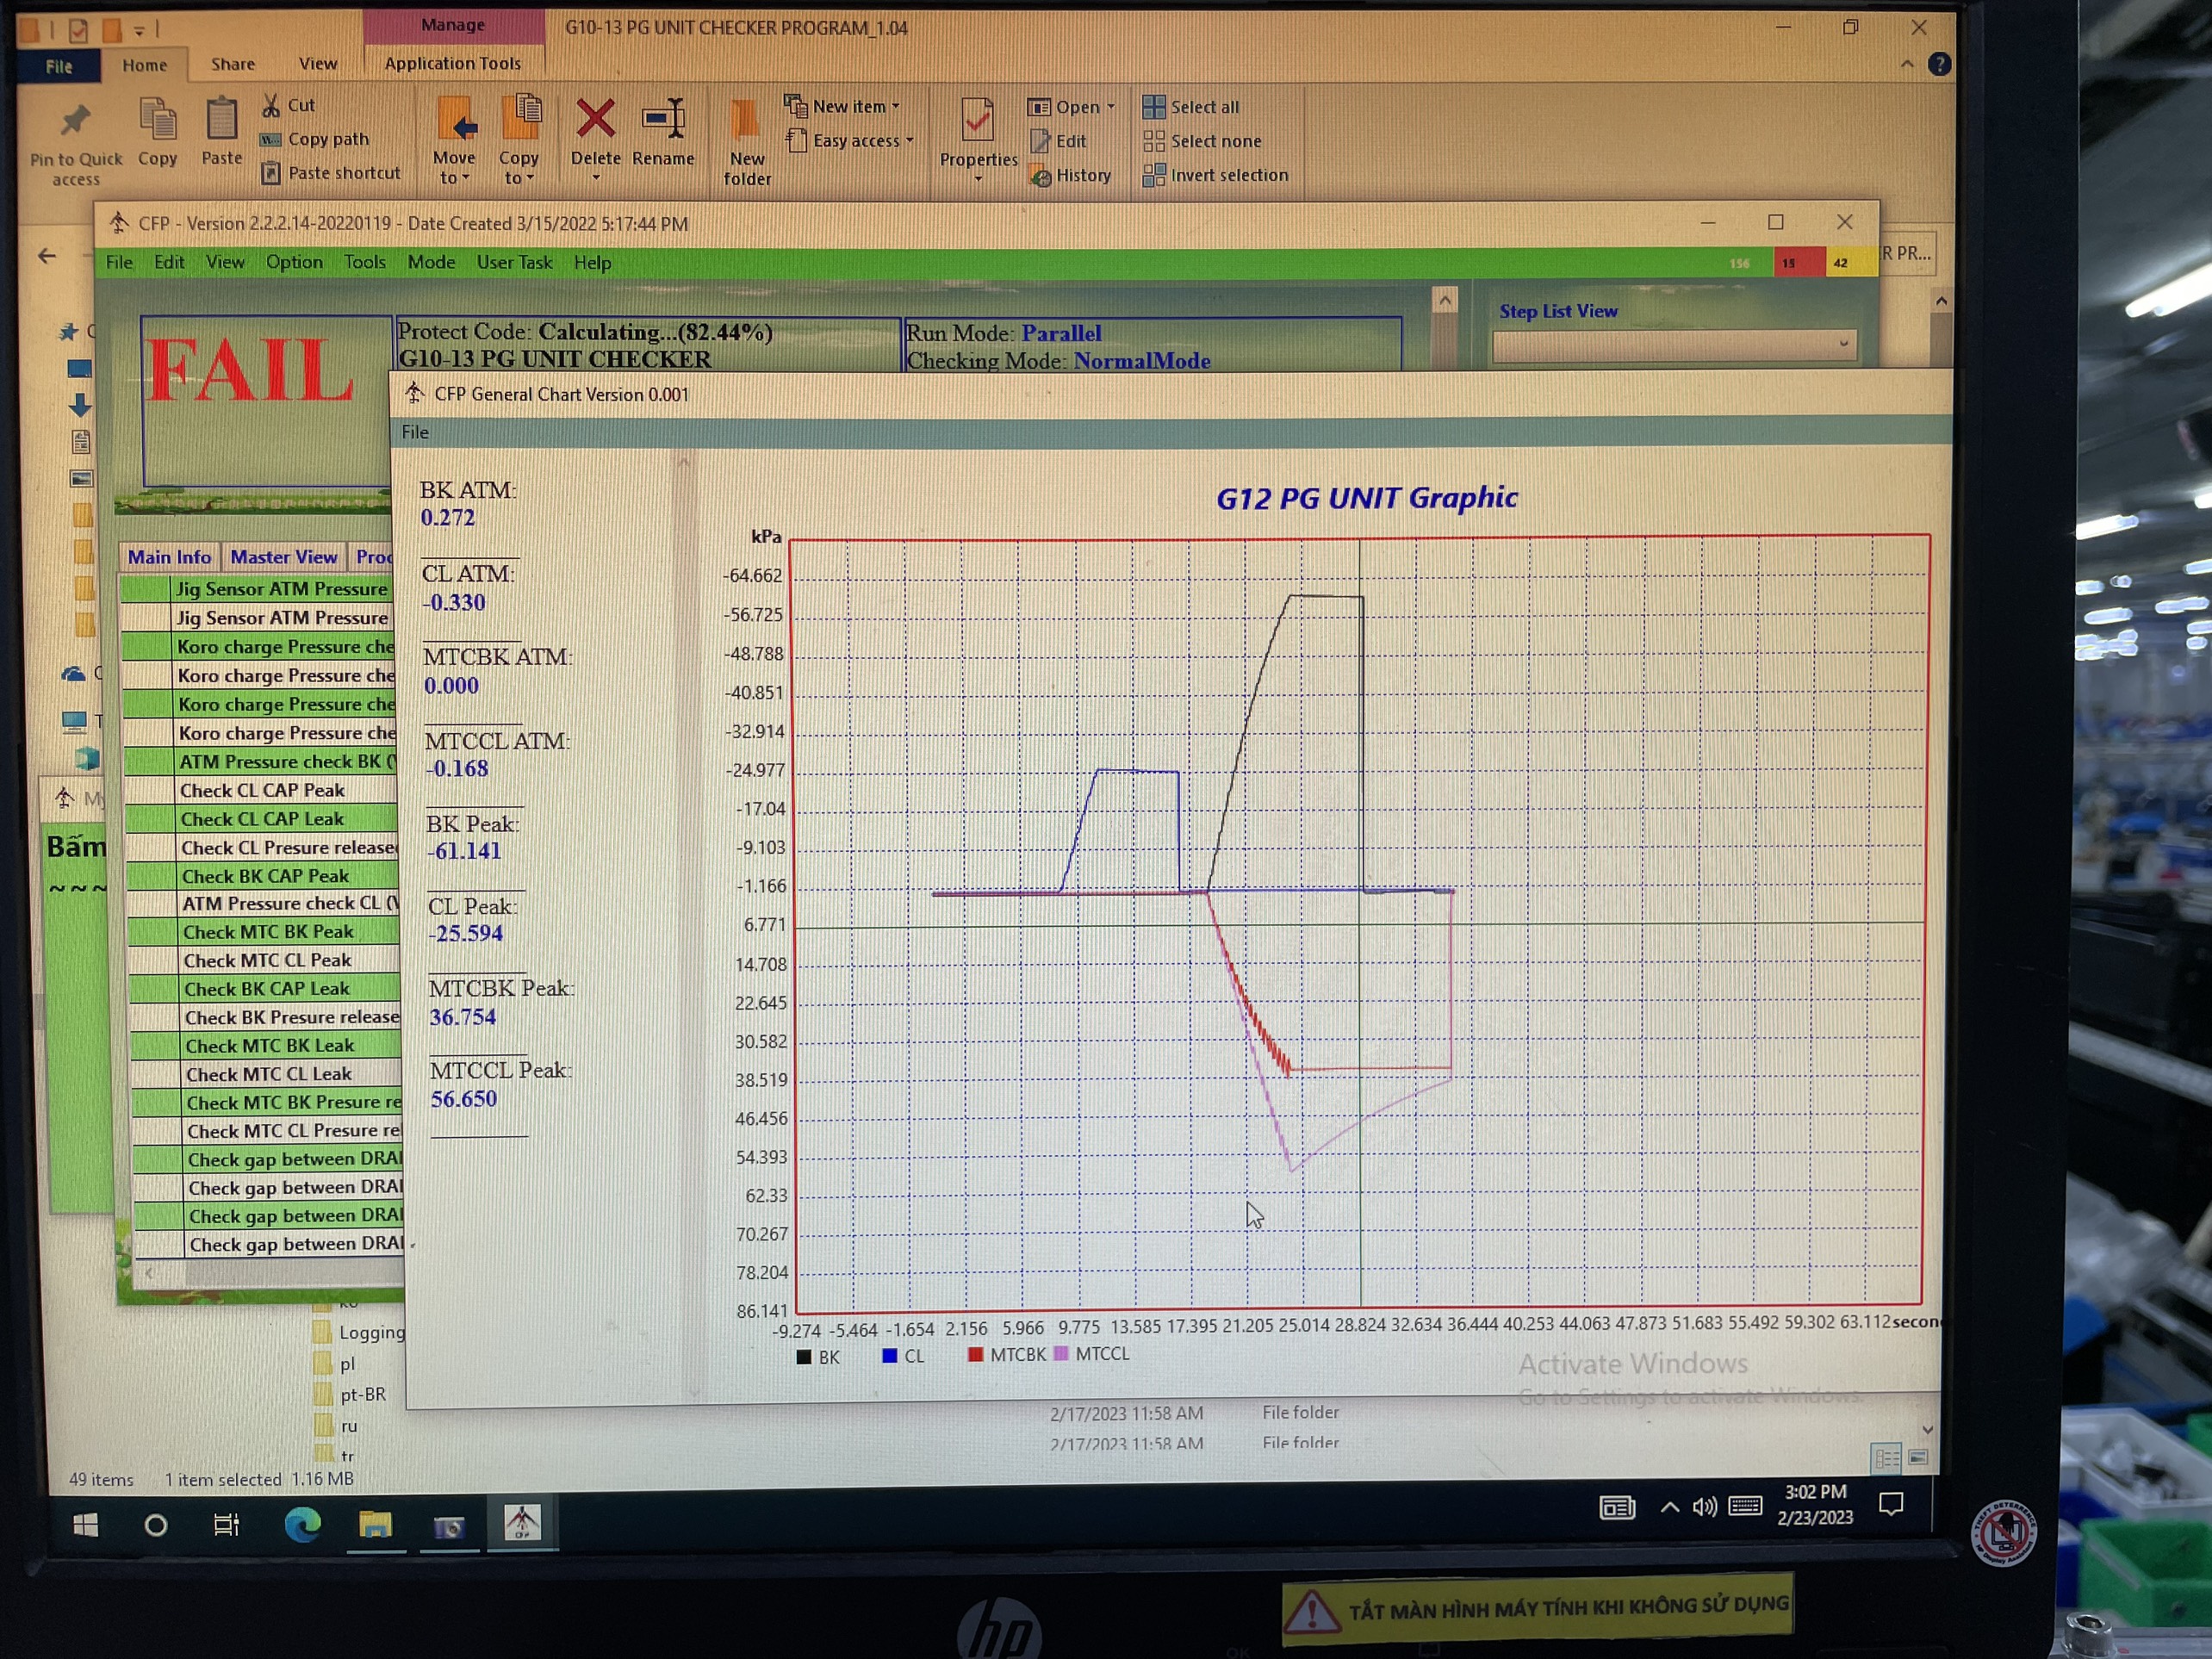 Manage
G10-13 PG UNIT CHECKER PROGRAM_1.04
File
Home
Share
View
Application Tools
Pin to Quick access
Copy
Paste
Cut
Copy path
Paste shortcut
Move to
Copy to
Delete
Rename
New folder
New item
Easy access
Properties
Open
Edit
History
Select all
Select none
Invert selection
CFP - Version 2.2.2.14-20220119 - Date Created 3/15/2022 5:17:44 PM
File Edit View Option Tools Mode User Task Help
156
15
42
R PR...
FAIL
Protect Code: Calculating...(82.44%)
G10-13 PG UNIT CHECKER
Run Mode: Parallel
Checking Mode: NormalMode
Step List View
CFP General Chart Version 0.001
File
Main Info
Master View
Jig Sensor ATM Pressure
Jig Sensor ATM Pressure
Koro charge Pressure che
Koro charge Pressure che
Koro charge Pressure che
Koro charge Pressure che
ATM Pressure check BK (
Check CL CAP Peak
Check CL CAP Leak
Check CL Presure release
Check BK CAP Peak
ATM Pressure check CL (
Check MTC BK Peak
Check MTC CL Peak
Check BK CAP Leak
Check BK Presure release
Check MTC BK Leak
Check MTC CL Leak
Check MTC BK Presure re
Check MTC CL Presure re
Check gap between DRA
Check gap between DRA
Check gap between DRA
Check gap between DRA
Bấm
~ ~ ~
BK ATM:
0.272
CL ATM:
-0.330
MTCBK ATM:
0.000
MTCCL ATM:
-0.168
BK Peak:
-61.141
CL Peak:
-25.594
MTCBK Peak:
36.754
MTCCL Peak:
56.650
G12 PG UNIT Graphic
kPa
-64.662
-56.725
-48.788
-40.851
-32.914
-24.977
-17.04
-9.103
-1.166
6.771
14.708
22.645
30.582
38.519
46.456
54.393
62.33
70.267
78.204
86.141
-9.274 -5.464 -1.654 2.156 5.966 9.775 13.585 17.395 21.205 25.014 28.824 32.634 36.444 40.253 44.063 47.873 51.683 55.492 59.302 63.112 secon
BK CL MTCBK MTCCL
Activate Windows
Go to Settings to activate Windows.
Logging
pl
pt-BR
ru
tr
2/17/2023 11:58 AM File folder
2/17/2023 11:58 AM File folder
49 items 1 item selected 1.16 MB
3:02 PM
2/23/2023
hp
TẮT MÀN HÌNH MÁY TÍNH KHI KHÔNG SỬ DỤNG